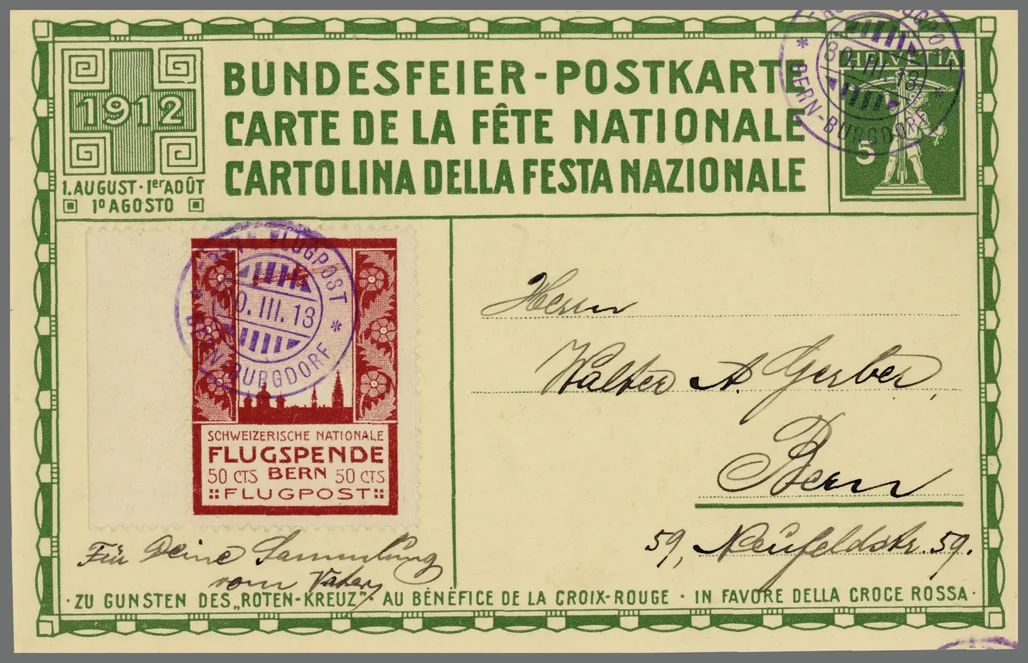 BUNDESFEIER-POSTKARTE
CARTE DE LA FÊTE NATIONALE
CARTOLINA DELLA FESTA NAZIONALE
1912
1. AUGUST · 1er AOÛT
1º AGOSTO
HELVETIA
5
FLUGPOST
30. III. 13
BERN-BURGDORF
FLUGPOST
30. III. 13
BERN-BURGDORF
SCHWEIZERISCHE NATIONALE
FLUGSPENDE
50 CTS BERN 50 CTS
FLUGPOST
Herrn
Walter A. Gerber,
Bern
59, Neufeldstr. 59.
Für Deine Sammlung
vom Vater,
· ZU GUNSTEN DES „ROTEN-KREUZ" · AU BÉNÉFICE DE LA CROIX-ROUGE · IN FAVORE DELLA CROCE ROSSA ·